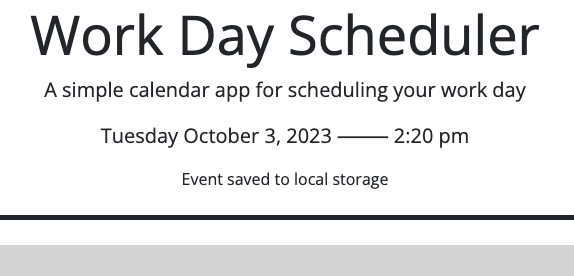 Work Day Scheduler
A simple calendar app for scheduling your work day
Tuesday October 3, 2023 ——— 2:20 pm
Event saved to local storage